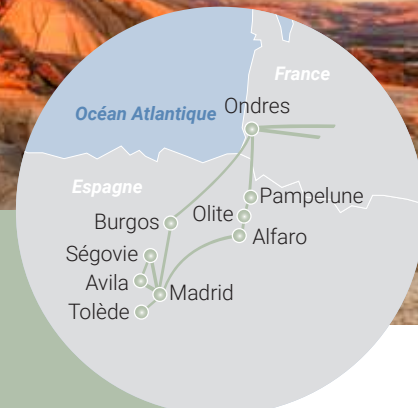 France
Océan Atlantique
Ondres
Espagne
Pampelune
Olite
Burgos
Alfaro
Ségovie
Avila
Madrid
Tolède